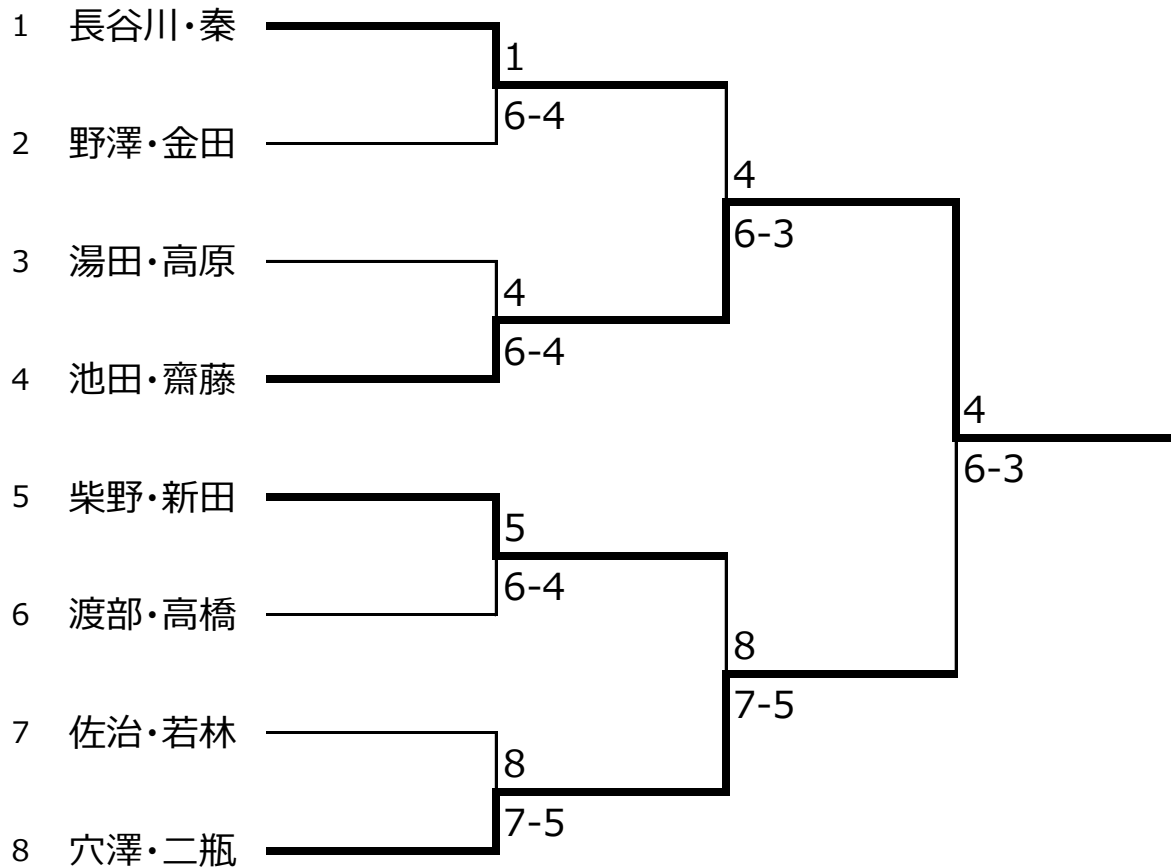 1 長谷川・秦
1
6-4
2 野澤・金田
4
6-3
3 湯田・高原
4
6-4
4 池田・齋藤
4
6-3
5 柴野・新田
5
6-4
6 渡部・高橋
8
7-5
7 佐治・若林
8
7-5
8 穴澤・二瓶